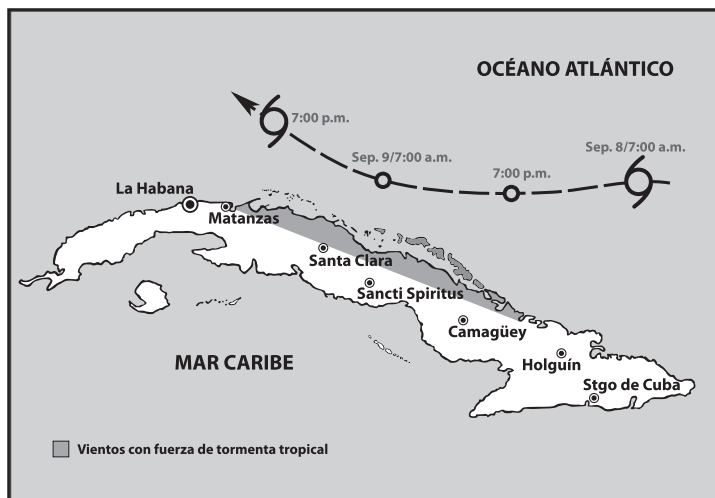 OCÉANO ATLÁNTICO
7:00 p.m.
Sep. 9/7:00 a.m.
7:00 p.m.
Sep. 8/7:00 a.m.
La Habana
Matanzas
Santa Clara
Sancti Spiritus
Camagüey
Holguín
Stgo de Cuba
MAR CARIBE
Vientos con fuerza de tormenta tropical